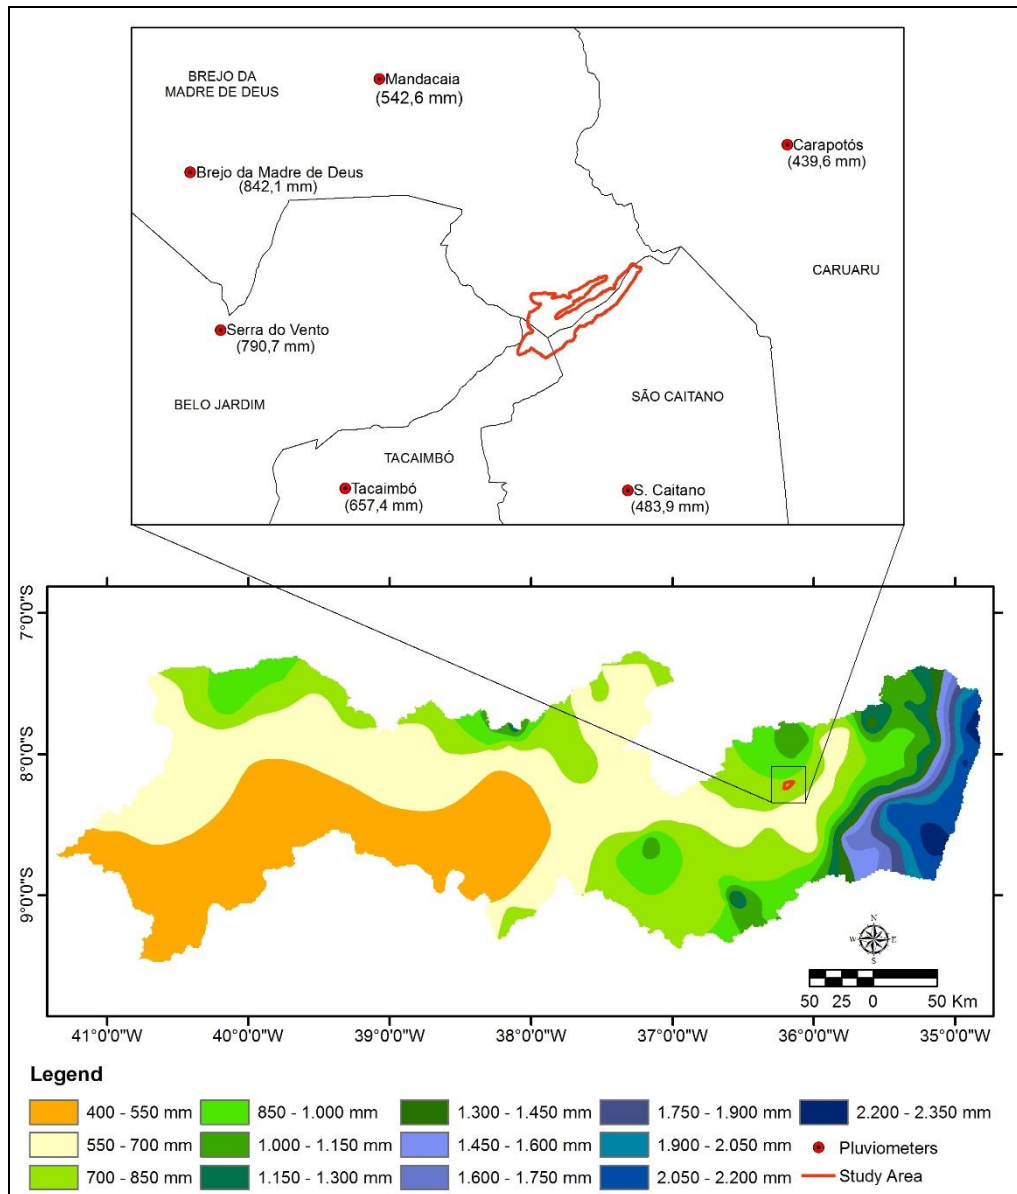 BREJO DA
MADRE DE DEUS
Mandacaia
(542,6 mm)
Carapotós
(439,6 mm)
Brejo da Madre de Deus
(842,1 mm)
CARUARU
Serra do Vento
(790,7 mm)
SÃO CAITANO
BELO JARDIM
TACAIMBÓ
Tacaimbó
(657,4 mm)
S. Caitano
(483,9 mm)
7°0'0"S
8°0'0"S
9°0'0"S
N
W E
S
50 25 0 50 Km
41°0'0"W 40°0'0"W 39°0'0"W 38°0'0"W 37°0'0"W 36°0'0"W 35°0'0"W
Legend
400 - 550 mm 850 - 1.000 mm 1.300 - 1.450 mm 1.750 - 1.900 mm 2.200 - 2.350 mm
550 - 700 mm 1.000 - 1.150 mm 1.450 - 1.600 mm 1.900 - 2.050 mm Pluviometers
700 - 850 mm 1.150 - 1.300 mm 1.600 - 1.750 mm 2.050 - 2.200 mm Study Area